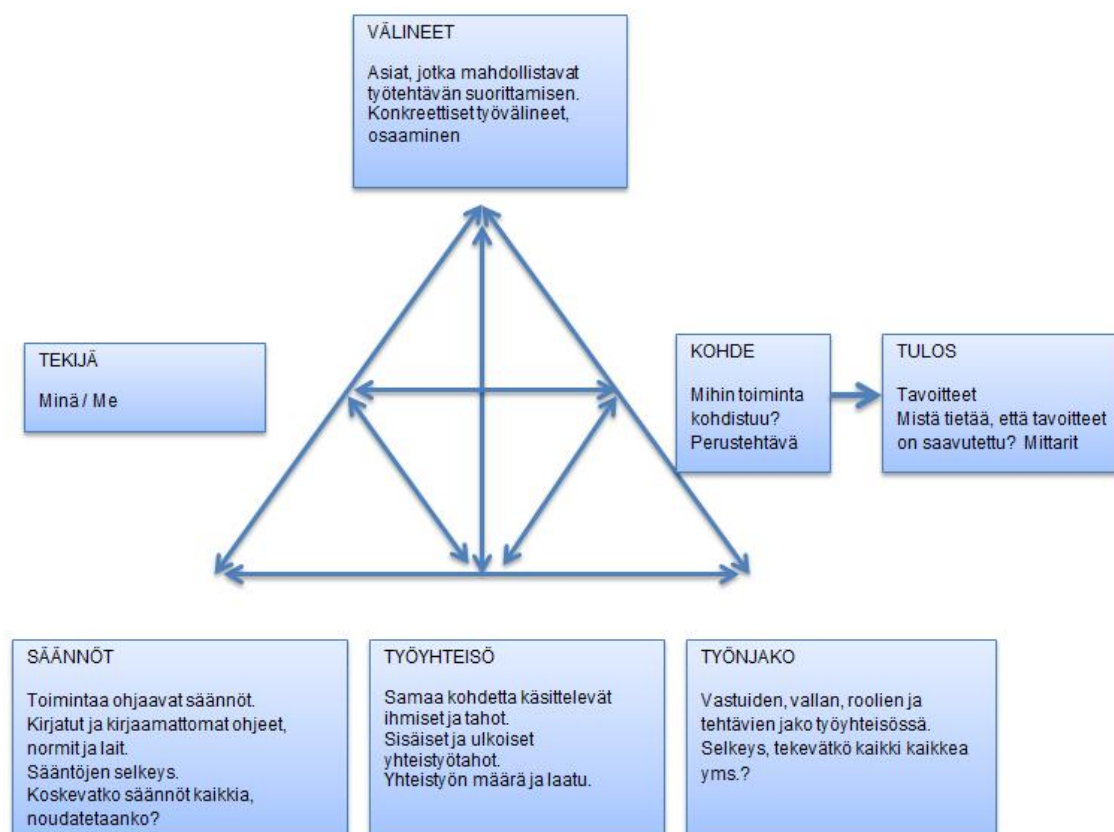 VÄLINEET
Asiat, jotka mahdollistavat
työtehtävän suorittamisen.
Konkreettiset työvälineet,
osaaminen
TEKIJÄ
Minä / Me
KOHDE
Mihin toiminta
kohdistuu?
Perustehtävä
TULOS
Tavoitteet
Mistä tietää, että tavoitteet
on saavutettu? Mittarit
SÄÄNNÖT
Toimintaa ohjaavat säännöt.
Kirjatut ja kirjaamattomat ohjeet,
normit ja lait.
Sääntöjen selkeys.
Koskevatko säännöt kaikkia,
noudatetaanko?
TYÖYHTEISÖ
Samaa kohdetta käsittelevät
ihmiset ja tahot.
Sisäiset ja ulkoiset
yhteistyötahot.
Yhteistyön määrä ja laatu.
TYÖNJAKO
Vastuiden, vallan, roolien ja
tehtävien jako työyhteisössä.
Selkeys, tekevätkö kaikki kaikkea
yms.?